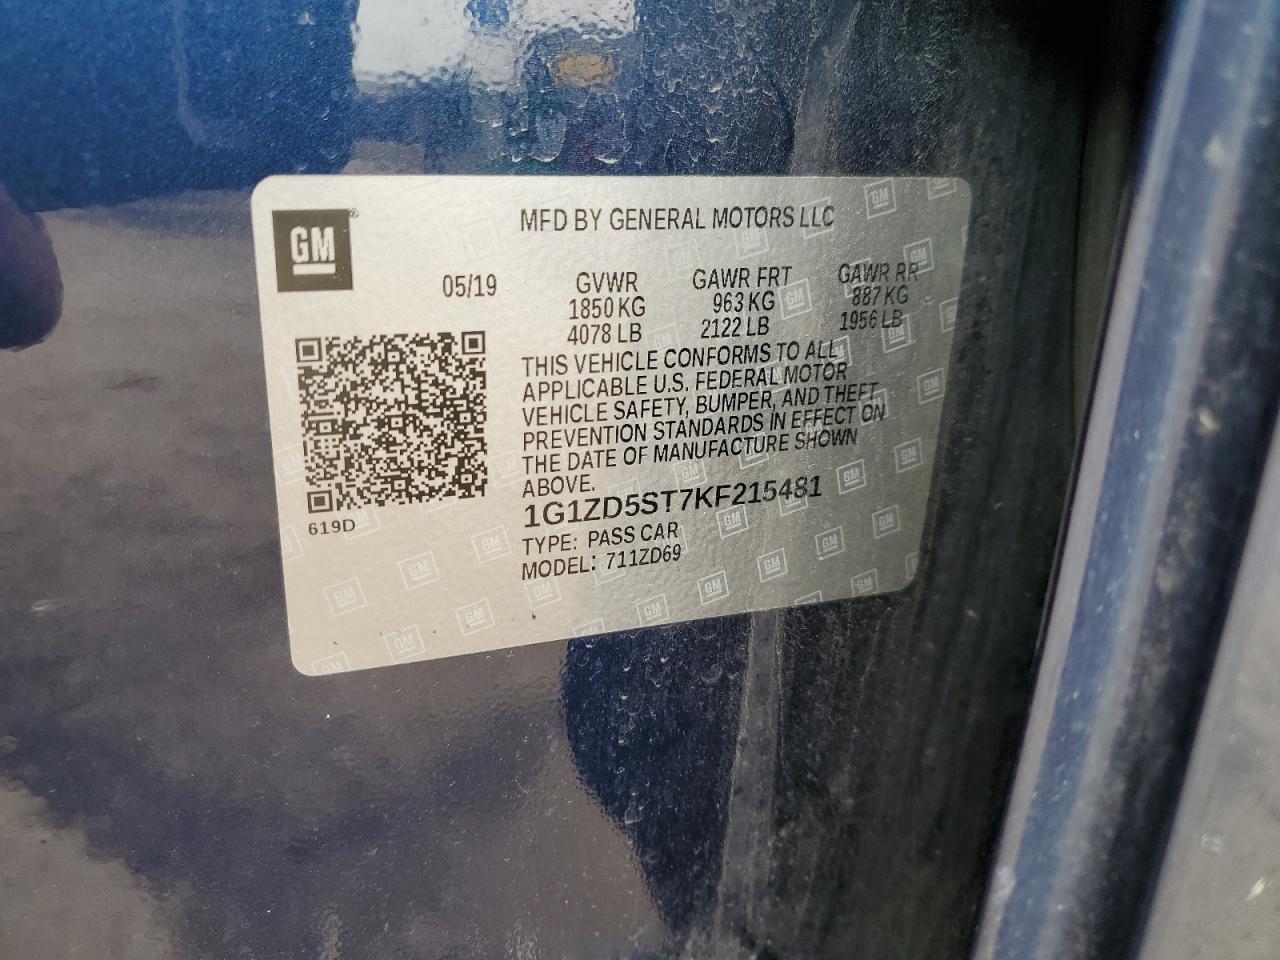 GM®
MFD BY GENERAL MOTORS LLC
05/19
GVWR GAWR FRT GAWR RR
1850 KG 963 KG 887 KG
4078 LB 2122 LB 1956 LB
THIS VEHICLE CONFORMS TO ALL
APPLICABLE U.S. FEDERAL MOTOR
VEHICLE SAFETY, BUMPER, AND THEFT
PREVENTION STANDARDS IN EFFECT ON
THE DATE OF MANUFACTURE SHOWN
ABOVE.
1G1ZD5ST7KF215481
619D
TYPE: PASS CAR
MODEL: 711ZD69